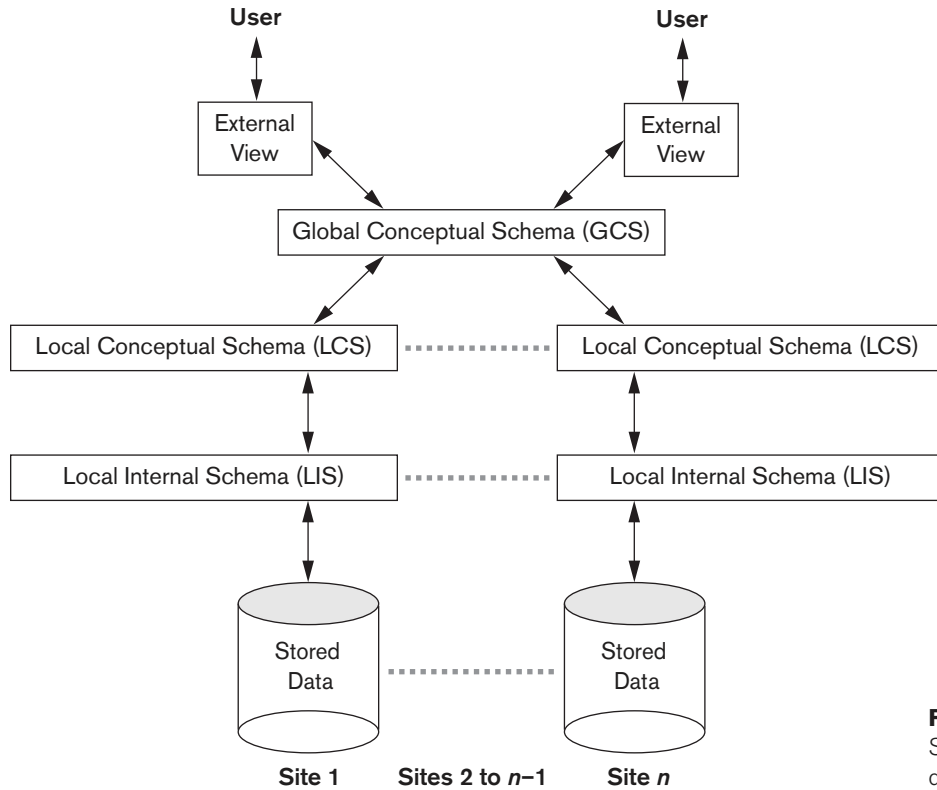 User
User
External
View
External
View
Global Conceptual Schema (GCS)
Local Conceptual Schema (LCS)
Local Conceptual Schema (LCS)
Local Internal Schema (LIS)
Local Internal Schema (LIS)
Stored
Data
Stored
Data
Site 1
Sites 2 to n–1
Site n